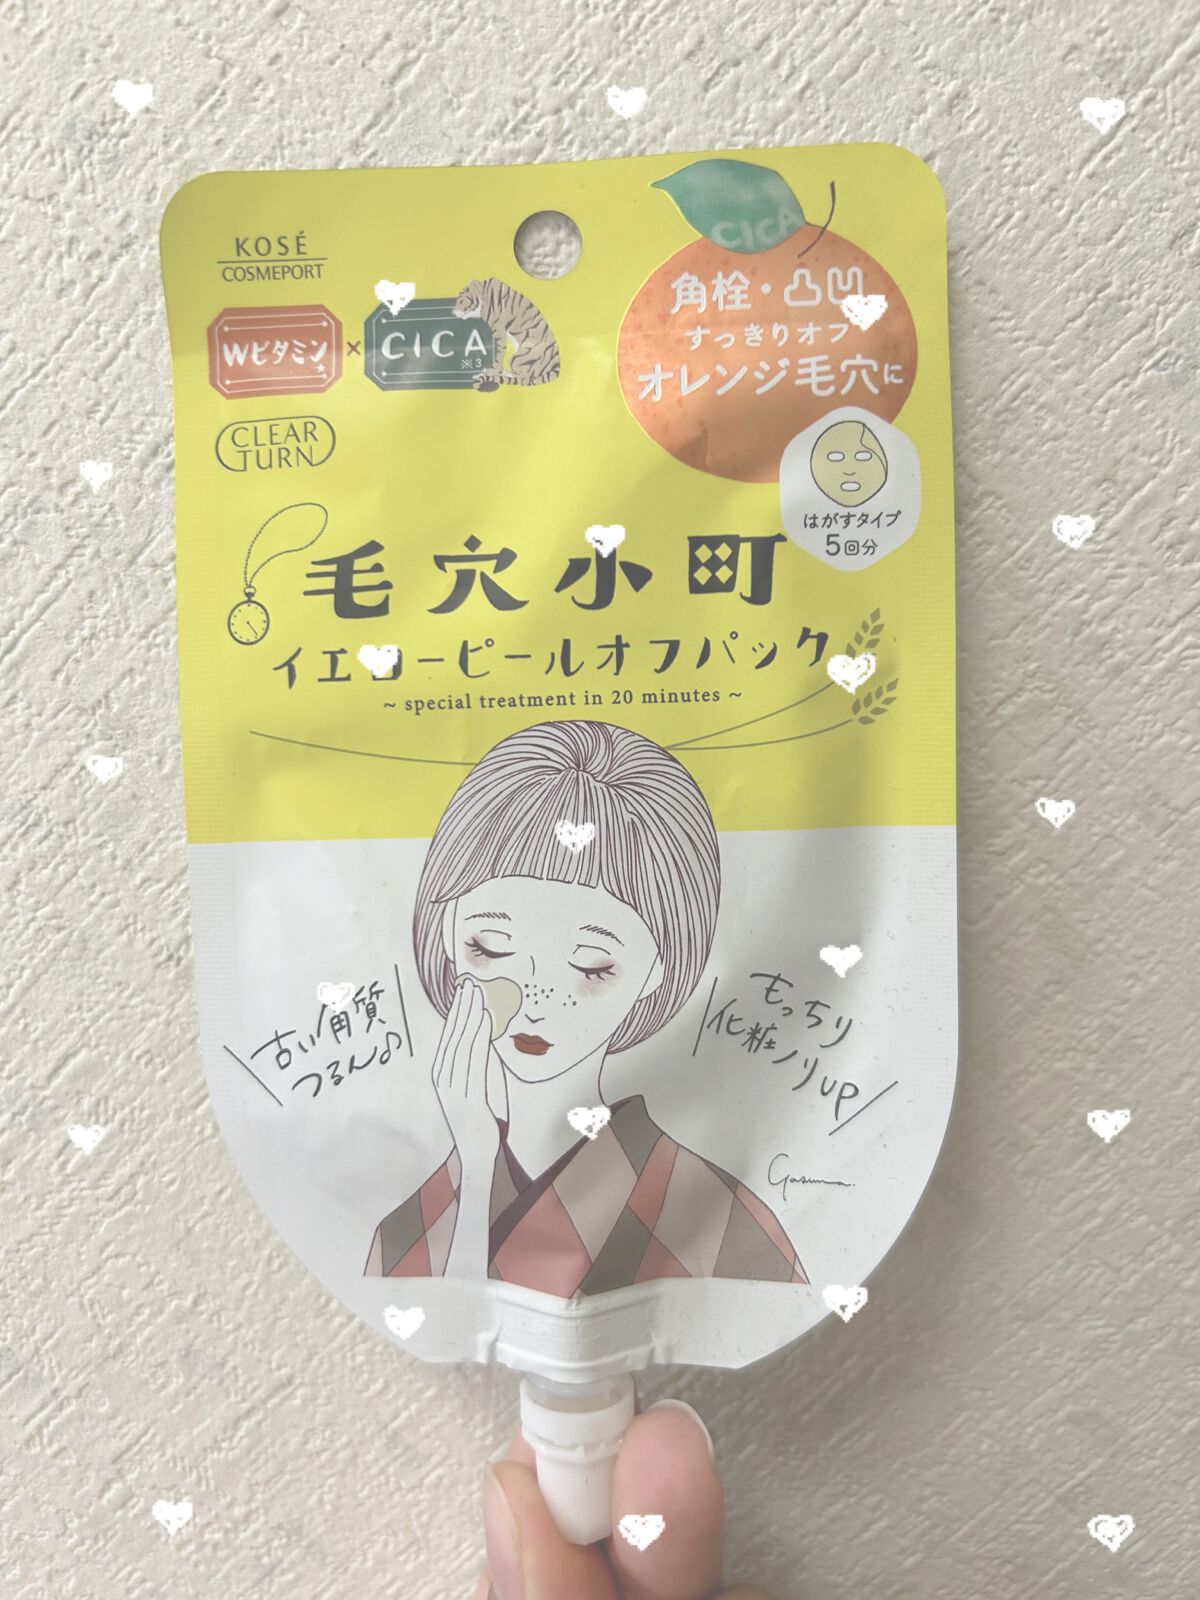 KOSÉ
COSMEPORT
Wビタミン★×CICA※3
CLEAR
TURN
CICA
角栓・凸凹
すっきりオフ
オレンジ毛穴に
はがすタイプ
5回分
毛穴小町
イエローピールオフパック
~ special treatment in 20 minutes ~
古い角質
つるん♪
もっちり
化粧ノリUP